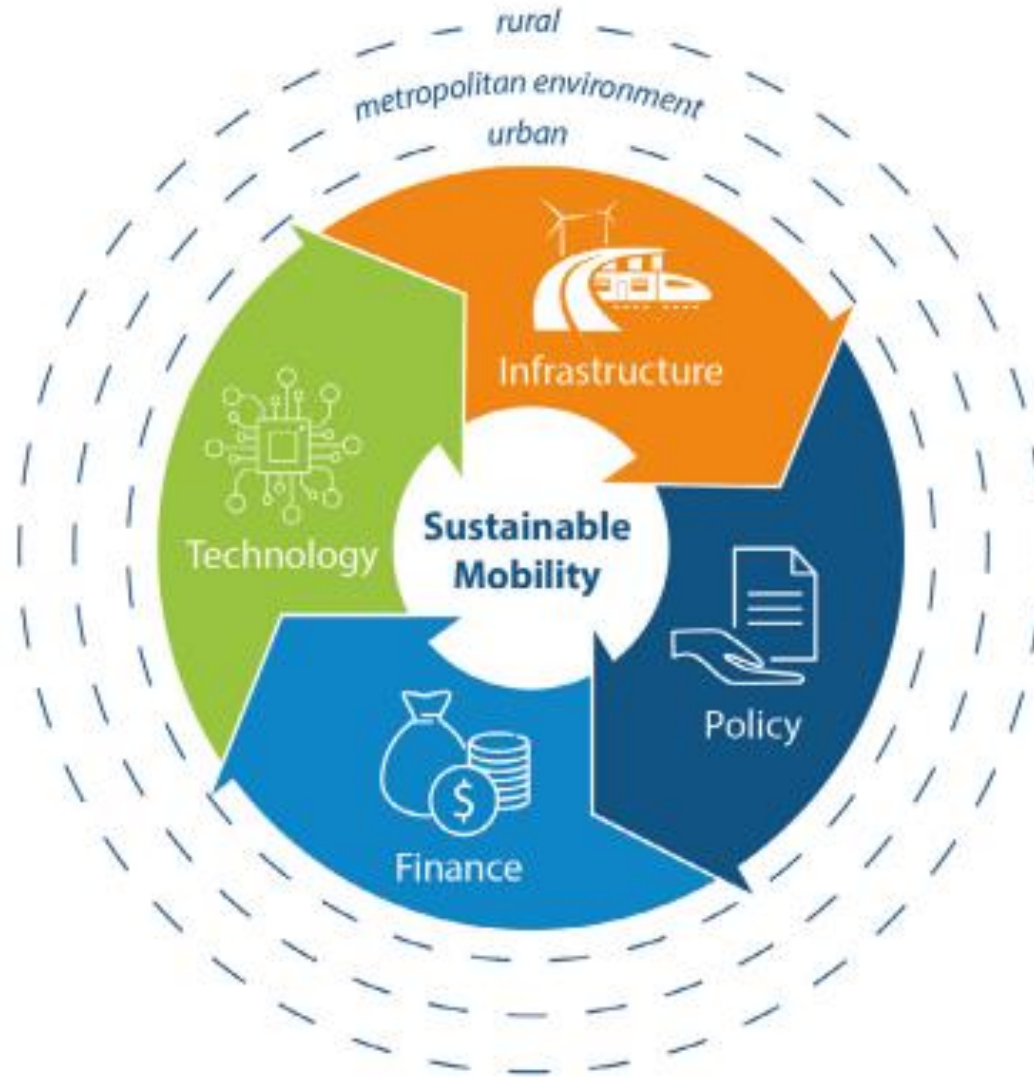 rural
metropolitan environment
urban
Infrastructure
Technology
Sustainable
Mobility
Policy
$
Finance